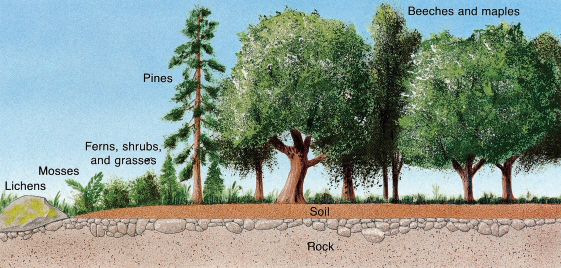 Beeches and maples
Pines
Ferns, shrubs,
and grasses
Mosses
Lichens
Soil
Rock